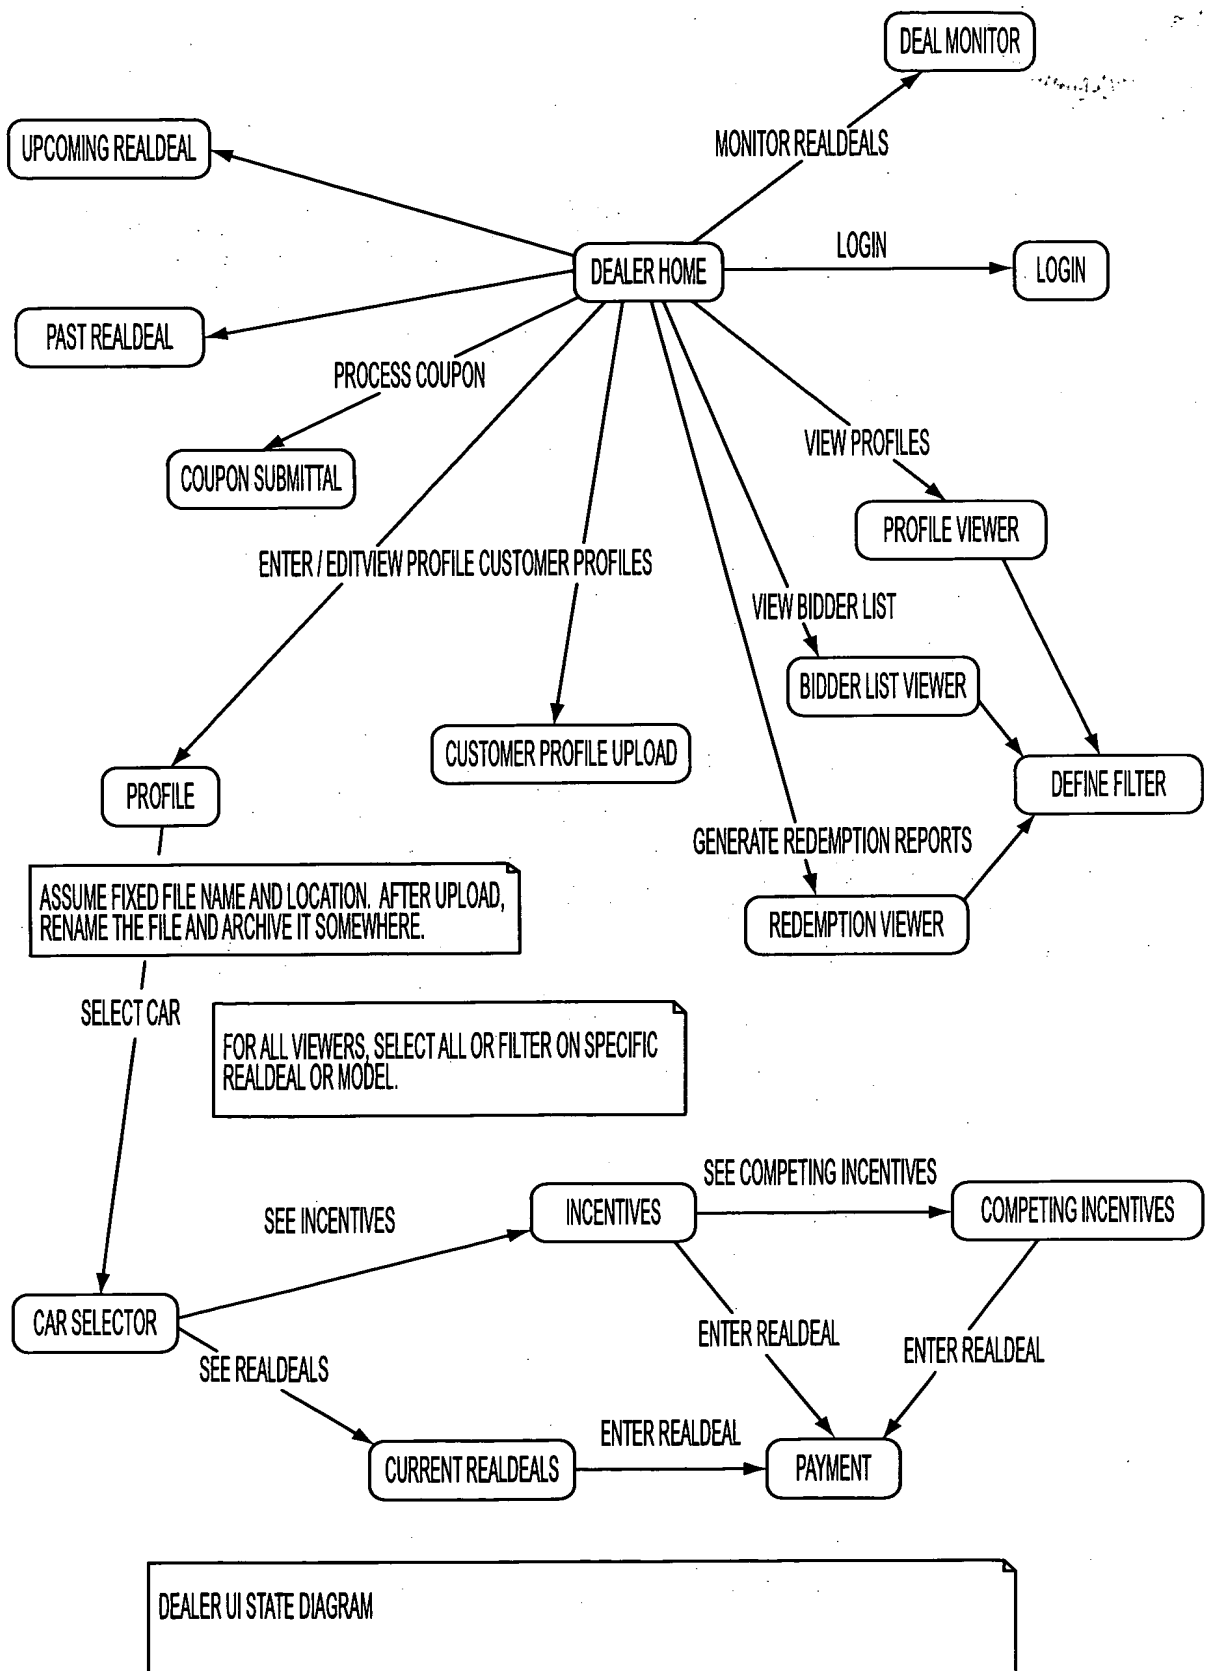 DEAL MONITOR
UPCOMING REALDEAL
MONITOR REALDEALS
LOGIN
DEALER HOME
LOGIN
PAST REALDEAL
PROCESS COUPON
VIEW PROFILES
COUPON SUBMITTAL
PROFILE VIEWER
ENTER / EDITVIEW PROFILE CUSTOMER PROFILES
VIEW BIDDER LIST
BIDDER LIST VIEWER
CUSTOMER PROFILE UPLOAD
DEFINE FILTER
PROFILE
GENERATE REDEMPTION REPORTS
ASSUME FIXED FILE NAME AND LOCATION. AFTER UPLOAD,
RENAME THE FILE AND ARCHIVE IT SOMEWHERE.
REDEMPTION VIEWER
SELECT CAR
FOR ALL VIEWERS, SELECT ALL OR FILTER ON SPECIFIC
REALDEAL OR MODEL.
SEE COMPETING INCENTIVES
SEE INCENTIVES
INCENTIVES
COMPETING INCENTIVES
CAR SELECTOR
ENTER REALDEAL
ENTER REALDEAL
SEE REALDEALS
ENTER REALDEAL
CURRENT REALDEALS
PAYMENT
DEALER UI STATE DIAGRAM